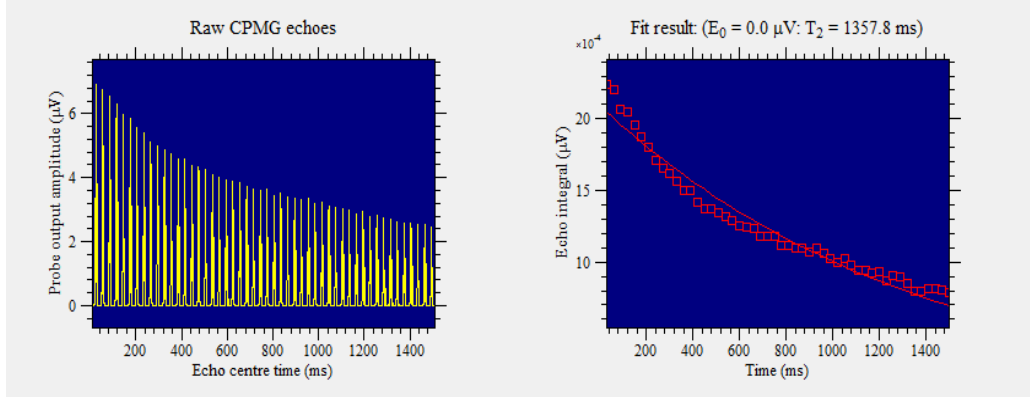 Raw CPMG echoes
Probe output amplitude (μV)
6
4
2
0
200 400 600 800 1000 1200 1400
Echo centre time (ms)
Fit result: (E₀ = 0.0 μV: T₂ = 1357.8 ms)
×10⁻⁴
Echo integral (μV)
20
15
10
200 400 600 800 1000 1200 1400
Time (ms)